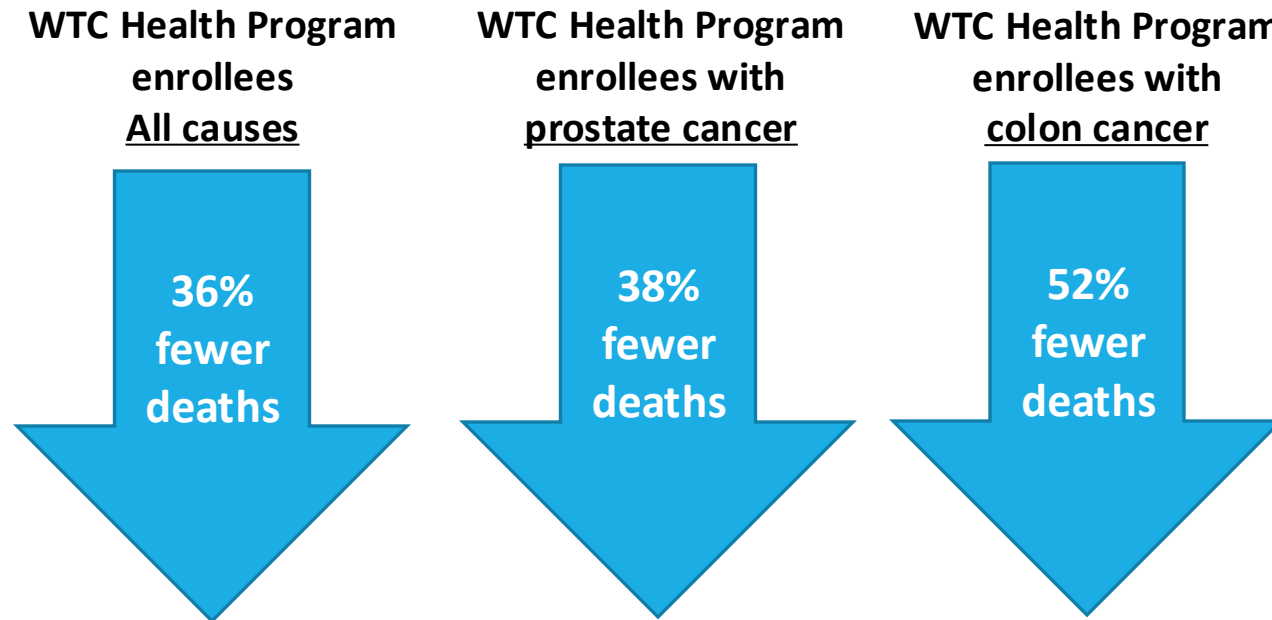 WTC Health Program
enrollees
All causes
36%
fewer
deaths
WTC Health Program
enrollees with
prostate cancer
38%
fewer
deaths
WTC Health Program
enrollees with
colon cancer
52%
fewer
deaths